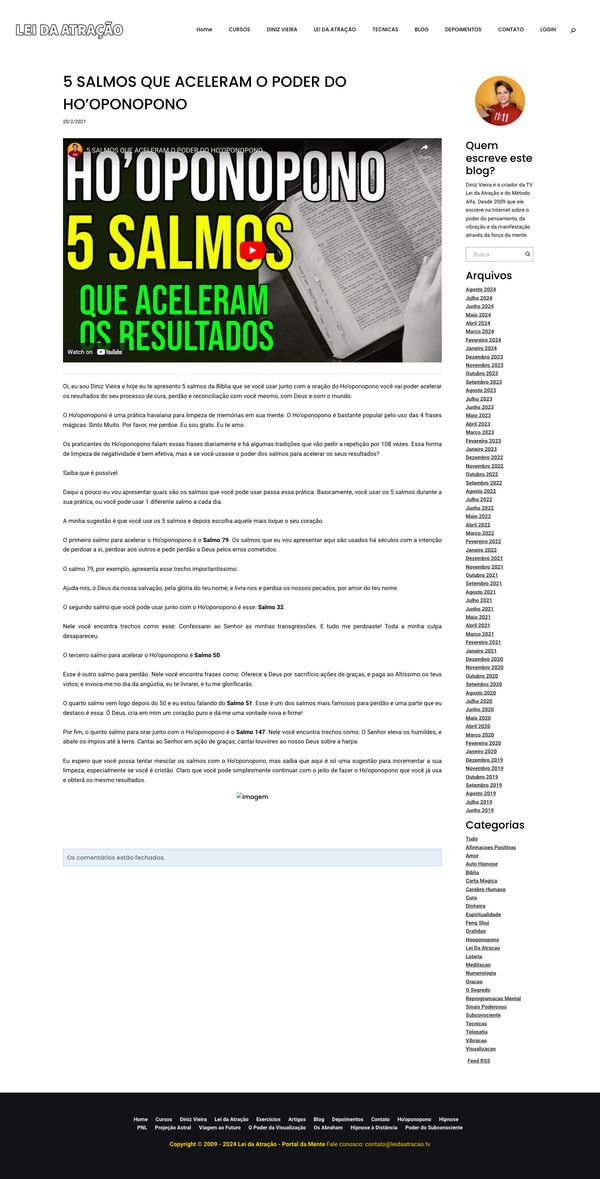 LEI DA ATRAÇÃO
Home CURSOS DINIZ VIEIRA LEI DA ATRAÇÃO TECNICAS BLOG DEPOIMENTOS CONTATO LOGIN
5 SALMOS QUE ACELERAM O PODER DO
HO'OPONOPONO
20/2/2021
5 SALMOS QUE ACELERAM O PODER DO HO'OPONOPONO
Share
HO'OPONOPONO
5 SALMOS
QUE ACELERAM
OS RESULTADOS
Watch on YouTube
Oi, eu sou Diniz Vieira e hoje eu te apresento 5 salmos da Bíblia que se você usar junto com a oração do Ho'oponopono você vai poder acelerar
os resultados do seu processo de cura, perdão e reconciliação com você mesmo, com Deus e com o mundo.
O Ho'oponopono é uma prática havaiana para limpeza de memórias em sua mente. O Ho'oponopono é bastante popular pelo uso das 4 frases
mágicas: Sinto Muito. Por favor, me perdoe. Eu sou grato. Eu te amo.
Os praticantes do Ho'oponopono falam essas frases diariamente e há algumas tradições que vão pedir a repetição por 108 vezes. Essa forma
de limpeza de negatividade é bem efetiva, mas e se você usasse o poder dos salmos para acelerar os seus resultados?
Saiba que é possível.
Daqui a pouco eu vou apresentar quais são os salmos que você pode usar passa essa prática. Basicamente, você usar os 5 salmos durante a
sua prática, ou você pode usar 1 diferente salmo a cada dia.
A minha sugestão é que você use os 5 salmos e depois escolha aquele mais toque o seu coração.
O primeiro salmo para acelerar o Ho'oponopono é o Salmo 79. Os salmos que eu vou apresentar aqui são usados há séculos com a intenção
de perdoar a si, perdoar aos outros e pedir perdão a Deus pelos erros cometidos.
O salmo 79, por exemplo, apresenta esse trecho importantíssimo:
Ajuda-nos, ó Deus da nossa salvação, pela glória do teu nome; e livra-nos e perdoa os nossos pecados, por amor do teu nome.
O segundo salmo que você pode usar junto com o Ho'oponopono é esse: Salmo 32.
Nele você encontra trechos como esse: Confessarei ao Senhor as minhas transgressões. E tudo me perdoaste! Toda a minha culpa
desapareceu.
O terceiro salmo para acelerar o Ho'oponopono é Salmo 50.
Esse é outro salmo para perdão. Nele você encontra frases como: Oferece a Deus por sacrifício ações de graças, e paga ao Altíssimo os teus
votos; e invoca-me no dia da angústia; eu te livrarei, e tu me glorificarás.
O quarto salmo vem logo depois do 50 e eu estou falando do Salmo 51. Esse é um dos salmos mais famosos para perdão e uma parte que eu
destaco é essa: Ó Deus, cria em mim um coração puro e dá-me uma vontade nova e firme!
Por fim, o quinto salmo para orar junto com o Ho'oponopono é o Salmo 147. Nele você encontra trechos como: O Senhor eleva os humildes, e
abate os ímpios até à terra. Cantai ao Senhor em ação de graças; cantai louvores ao nosso Deus sobre a harpa.
Eu espero que você possa tentar mesclar os salmos com o Ho'oponopono, mas saiba que aqui é só uma sugestão para incrementar a sua
limpeza, especialmente se você é cristão. Claro que você pode simplesmente continuar com o jeito de fazer o Ho'oponopono que você já usa
e obterá os mesmo resultados.
imagem
Os comentários estão fechados.
11:11
Quem
escreve este
blog?
Diniz Vieira é o criador da TV
Lei da Atração e do Método
Alfa. Desde 2009 que ele
escreve na Internet sobre o
poder do pensamento, da
vibração e da manifestação
através da força da mente.
Busca
Arquivos
Agosto 2024
Julho 2024
Junho 2024
Maio 2024
Abril 2024
Março 2024
Fevereiro 2024
Janeiro 2024
Dezembro 2023
Novembro 2023
Outubro 2023
Setembro 2023
Agosto 2023
Julho 2023
Junho 2023
Maio 2023
Abril 2023
Março 2023
Fevereiro 2023
Janeiro 2023
Dezembro 2022
Novembro 2022
Outubro 2022
Setembro 2022
Agosto 2022
Julho 2022
Junho 2022
Maio 2022
Abril 2022
Março 2022
Fevereiro 2022
Janeiro 2022
Dezembro 2021
Novembro 2021
Outubro 2021
Setembro 2021
Agosto 2021
Julho 2021
Junho 2021
Maio 2021
Abril 2021
Março 2021
Fevereiro 2021
Janeiro 2021
Dezembro 2020
Novembro 2020
Outubro 2020
Setembro 2020
Agosto 2020
Julho 2020
Junho 2020
Maio 2020
Abril 2020
Março 2020
Fevereiro 2020
Janeiro 2020
Dezembro 2019
Novembro 2019
Outubro 2019
Setembro 2019
Agosto 2019
Julho 2019
Junho 2019
Categorias
Tudo
Afirmacoes Positivas
Amor
Auto Hipnose
Biblia
Carta Magica
Cerebro Humano
Cura
Dinheiro
Espiritualidade
Feng Shui
Gratidao
Hooponopono
Lei Da Atracao
Loteria
Meditacao
Numerologia
Oracao
O Segredo
Reprogramacao Mental
Sinais Poderosos
Subconsciente
Tecnicas
Telepatia
Vibracao
Visualizacao
Feed RSS
Home Cursos Diniz Vieira Lei da Atração Exercícios Artigos Blog Depoimentos Contato Ho'oponopono Hipnose
PNL Projeção Astral Viagem ao Futuro O Poder da Visualização Os Abraham Hipnose à Distância Poder do Subconsciente
Copyright © 2009 - 2024 Lei da Atração - Portal da Mente Fale conosco: contato@leidaatracao.tv